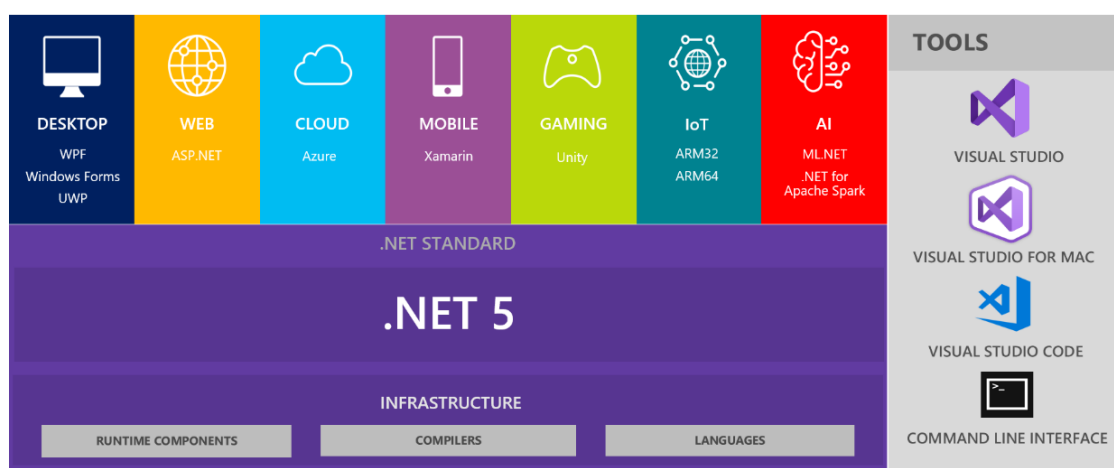 DESKTOP
WPF
Windows Forms
UWP
WEB
ASP.NET
CLOUD
Azure
MOBILE
Xamarin
GAMING
Unity
IoT
ARM32
ARM64
AI
ML.NET
.NET for
Apache Spark
.NET STANDARD
.NET 5
INFRASTRUCTURE
RUNTIME COMPONENTS
COMPILERS
LANGUAGES
TOOLS
VISUAL STUDIO
VISUAL STUDIO FOR MAC
VISUAL STUDIO CODE
>_
COMMAND LINE INTERFACE